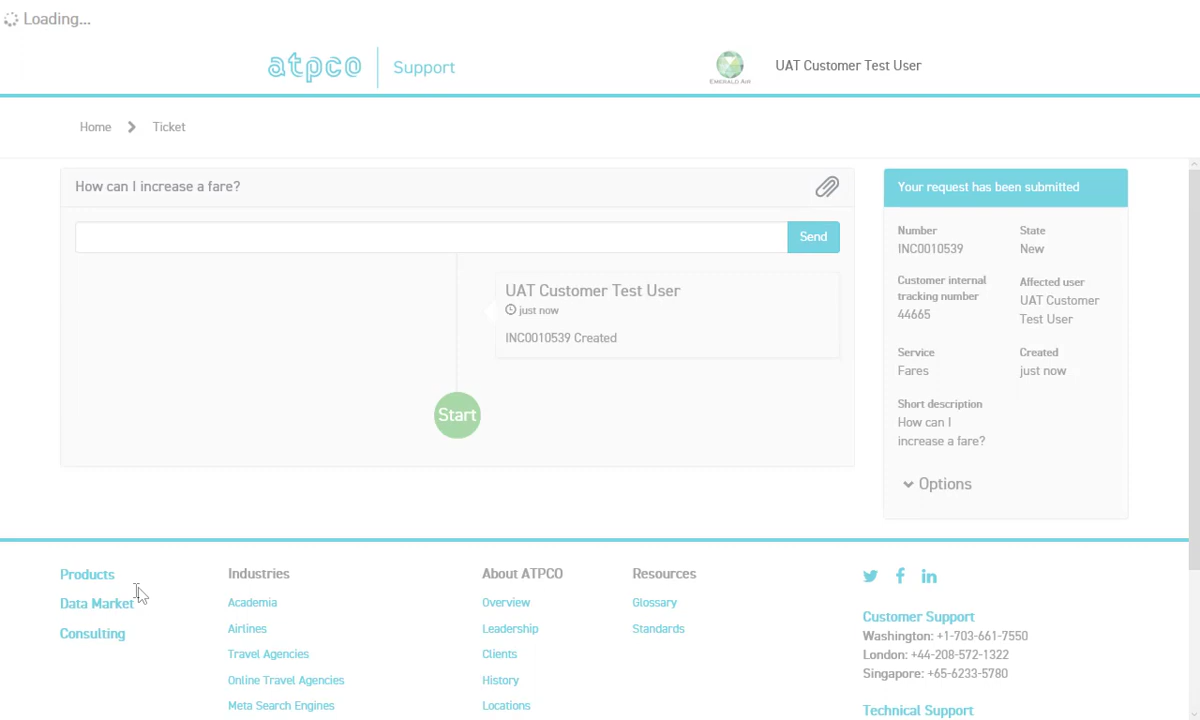 Loading...
atpco Support
EMERALD AIR
UAT Customer Test User
Home Ticket
How can I increase a fare?
Send
UAT Customer Test User
just now
INC0010539 Created
Start
Your request has been submitted
Number
INC0010539
State
New
Customer internal
tracking number
44665
Affected user
UAT Customer
Test User
Service
Fares
Created
just now
Short description
How can I
increase a fare?
Options
Products
Data Market
Consulting
Industries
Academia
Airlines
Travel Agencies
Online Travel Agencies
Meta Search Engines
About ATPCO
Overview
Leadership
Clients
History
Locations
Resources
Glossary
Standards
Customer Support
Washington: +1-703-661-7550
London: +44-208-572-1322
Singapore: +65-6233-5780
Technical Support